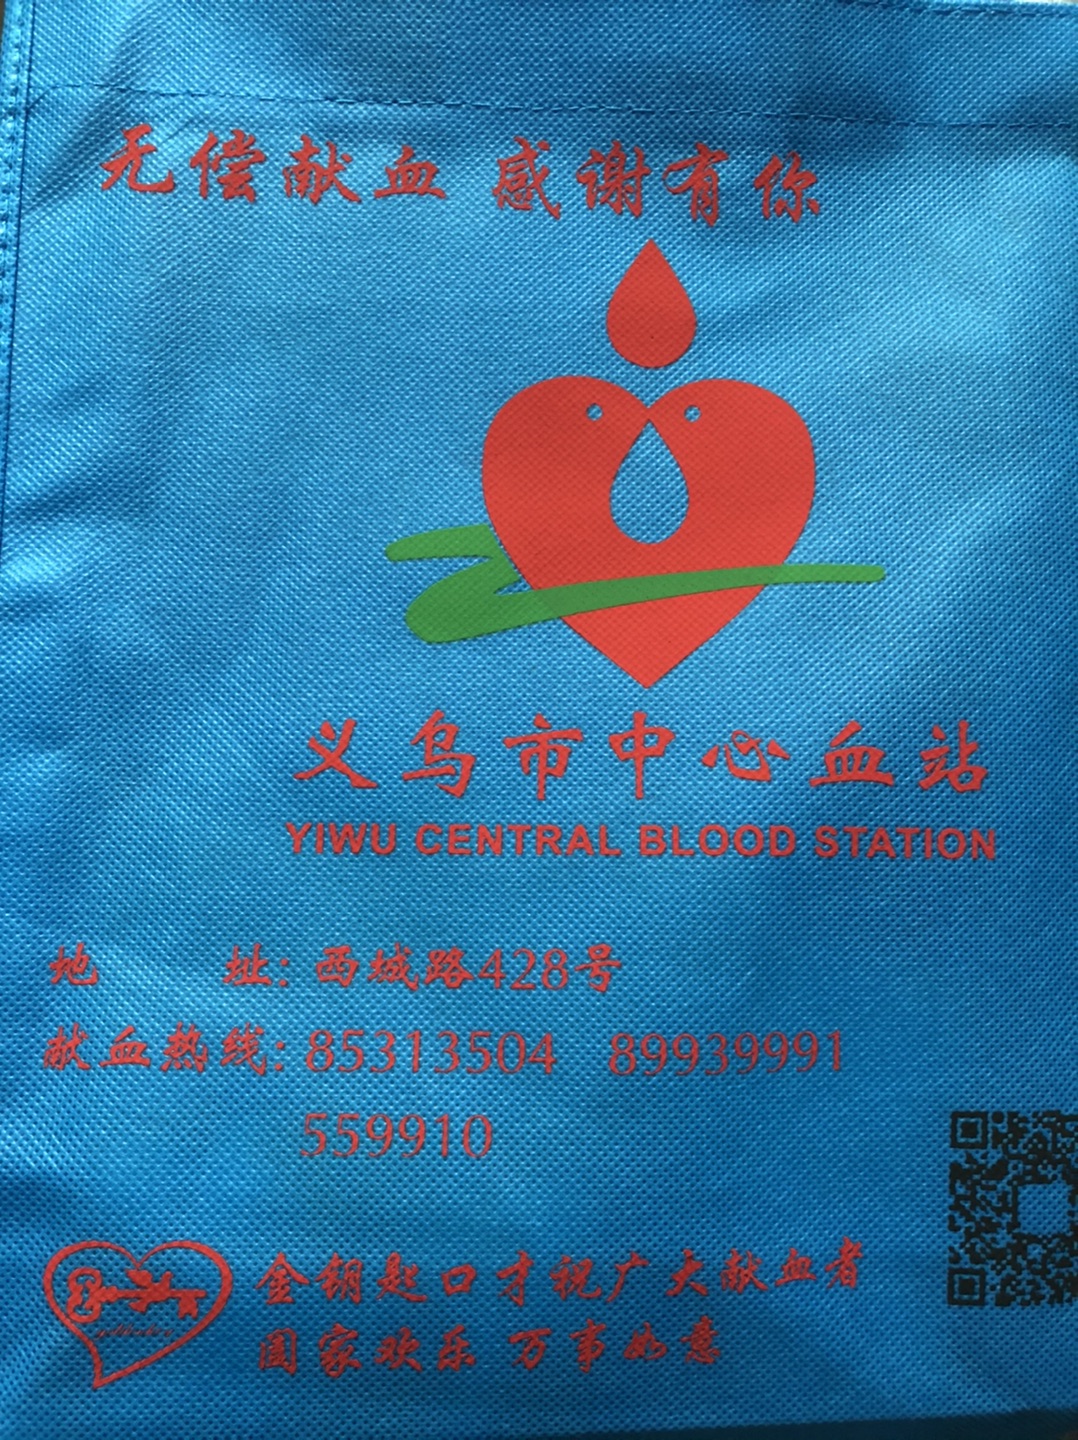 无偿献血 感谢有你
义乌市中心血站
YIWU CENTRAL BLOOD STATION
地 址: 西城路428号
献血热线: 85313504 89939991
559910
金钥匙口才祝广大献血者
阖家欢乐 万事如意